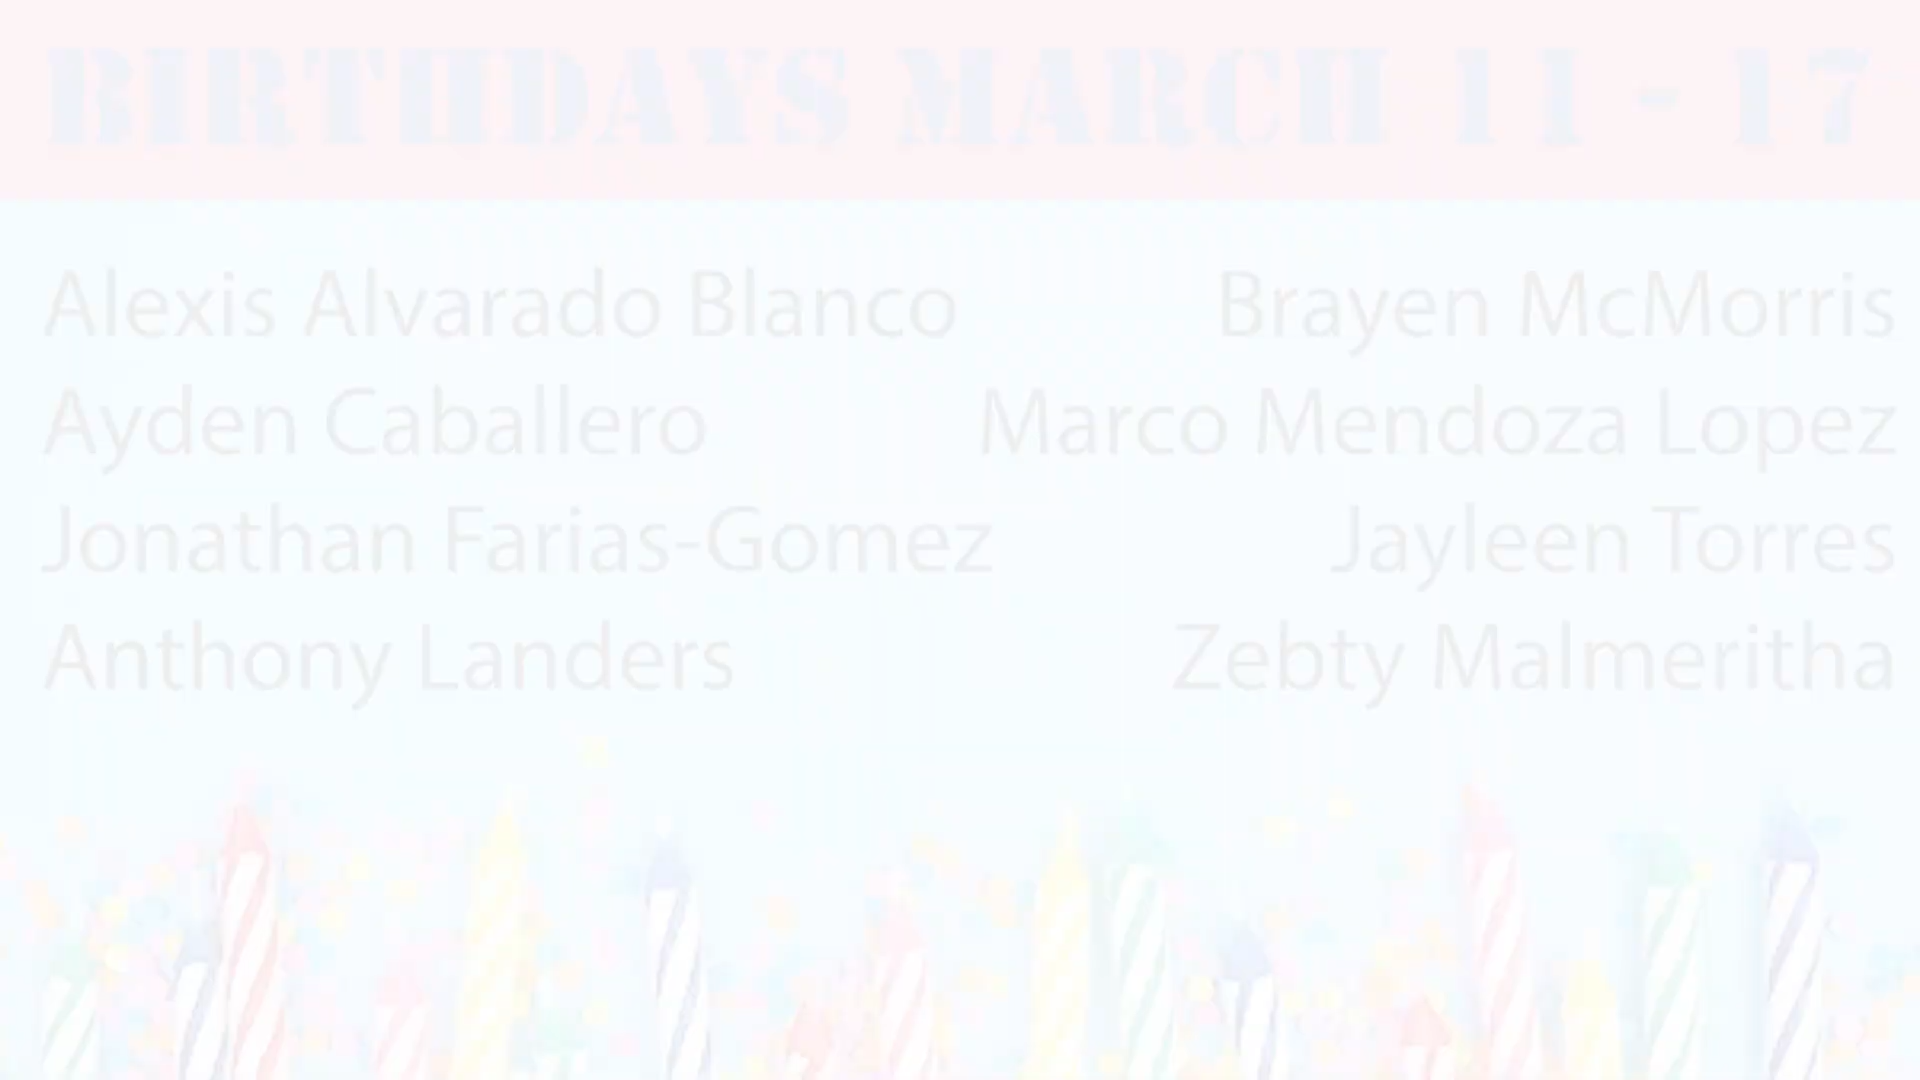 BIRTHDAYS MARCH 11 - 17
Alexis Alvarado Blanco
Ayden Caballero
Jonathan Farias-Gomez
Anthony Landers
Brayen McMorris
Marco Mendoza Lopez
Jayleen Torres
Zebty Malmeritha